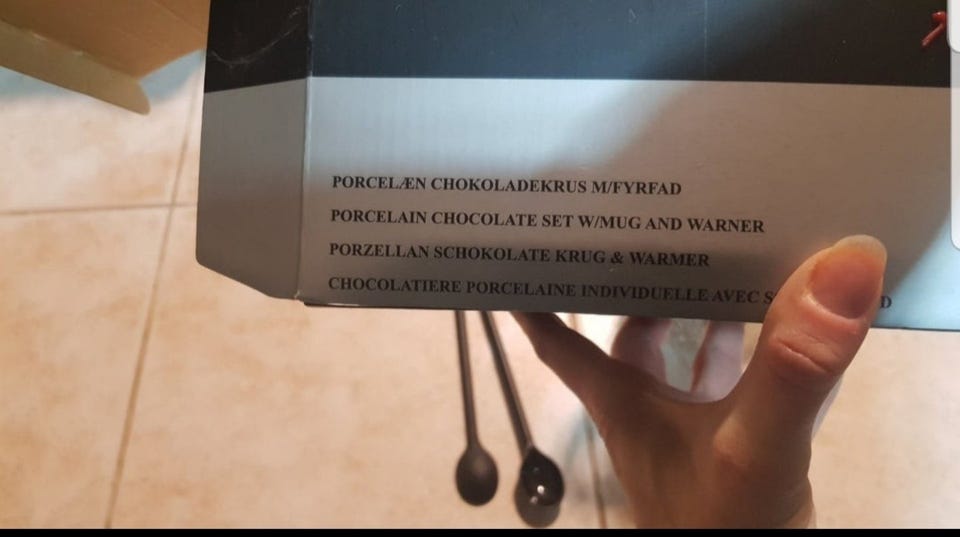 PORCELÆN CHOKOLADEKRUS M/FYRFAD
PORCELAIN CHOCOLATE SET W/MUG AND WARNER
PORZELLAN SCHOKOLATE KRUG & WARMER
CHOCOLATIERE PORCELAINE INDIVIDUELLE AVEC